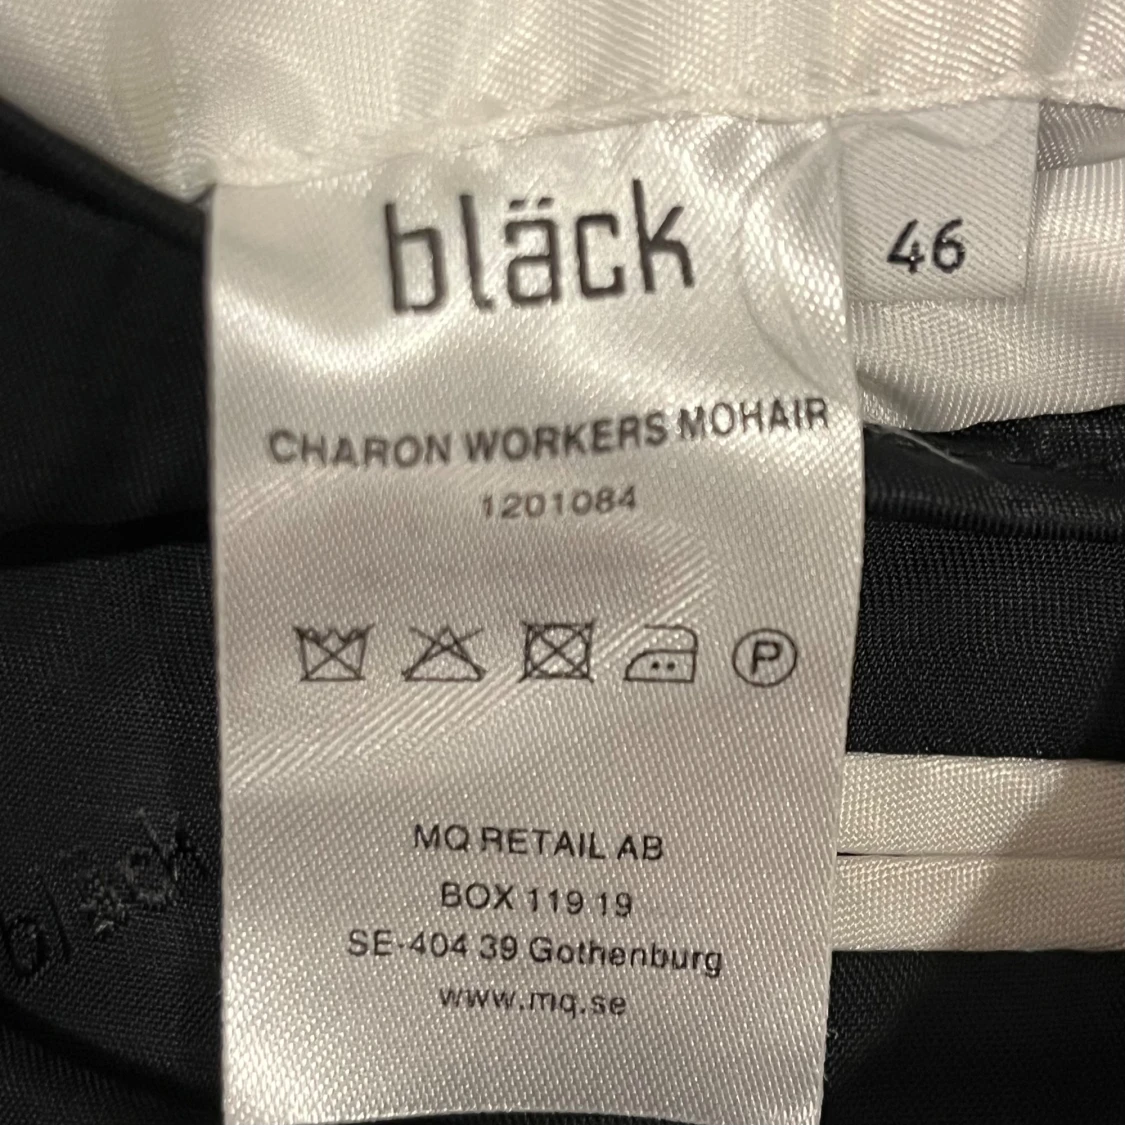 bläck
46
CHARON WORKERS MOHAIR
1201084
P
MQ RETAIL AB
BOX 119 19
SE-404 39 Gothenburg
www.mq.se
bläck